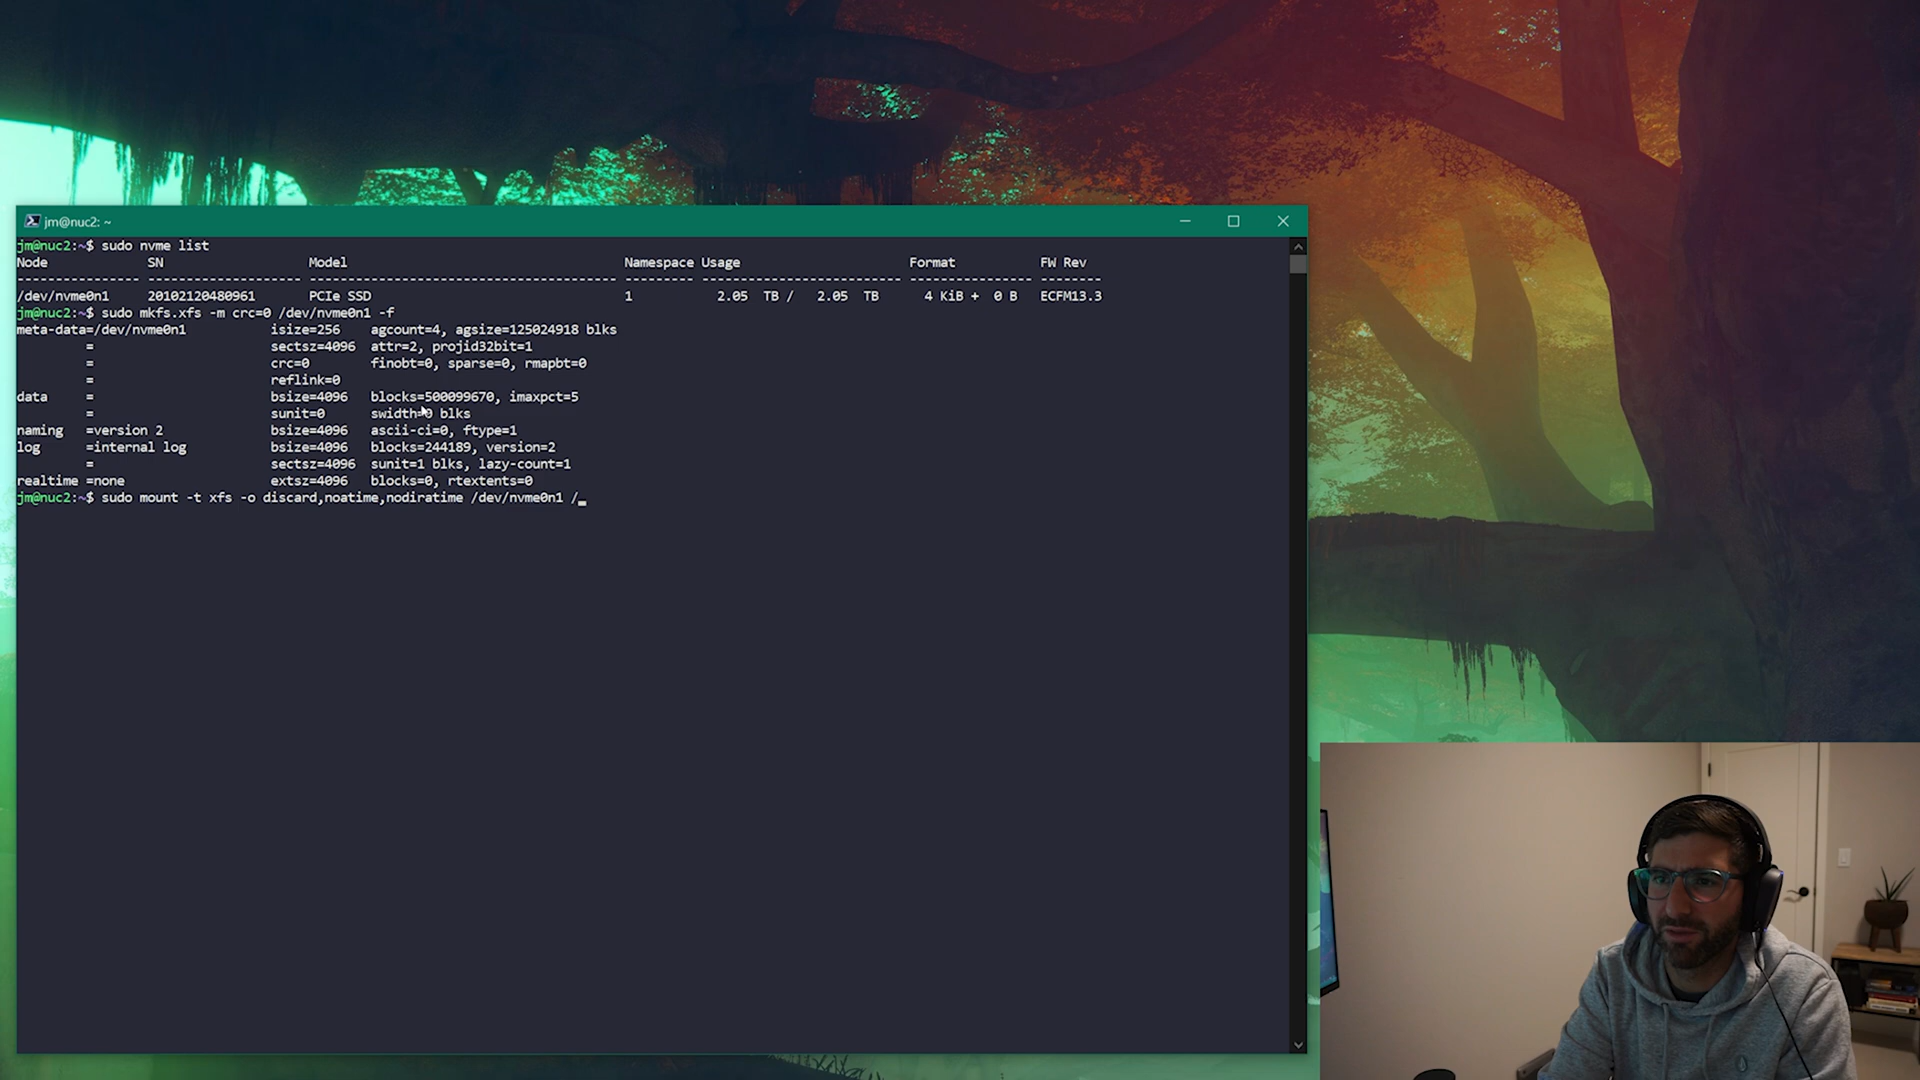 jm@nuc2: ~
jm@nuc2:~$ sudo nvme list
Node SN Model Namespace Usage Format FW Rev
---------------- -------------------- ---------------------------------------- --------- -------------------------- ---------------- --------
/dev/nvme0n1 20102120480961 PCIe SSD 1 2.05 TB / 2.05 TB 4 KiB + 0 B ECFM13.3
jm@nuc2:~$ sudo mkfs.xfs -m crc=0 /dev/nvme0n1 -f
meta-data=/dev/nvme0n1 isize=256 agcount=4, agsize=125024918 blks
= sectsz=4096 attr=2, projid32bit=1
= crc=0 finobt=0, sparse=0, rmapbt=0
= reflink=0
data = bsize=4096 blocks=500099670, imaxpct=5
= sunit=0 swidth=0 blks
naming =version 2 bsize=4096 ascii-ci=0, ftype=1
log =internal log bsize=4096 blocks=244189, version=2
= sectsz=4096 sunit=1 blks, lazy-count=1
realtime =none extsz=4096 blocks=0, rtextents=0
jm@nuc2:~$ sudo mount -t xfs -o discard,noatime,nodiratime /dev/nvme0n1 /_